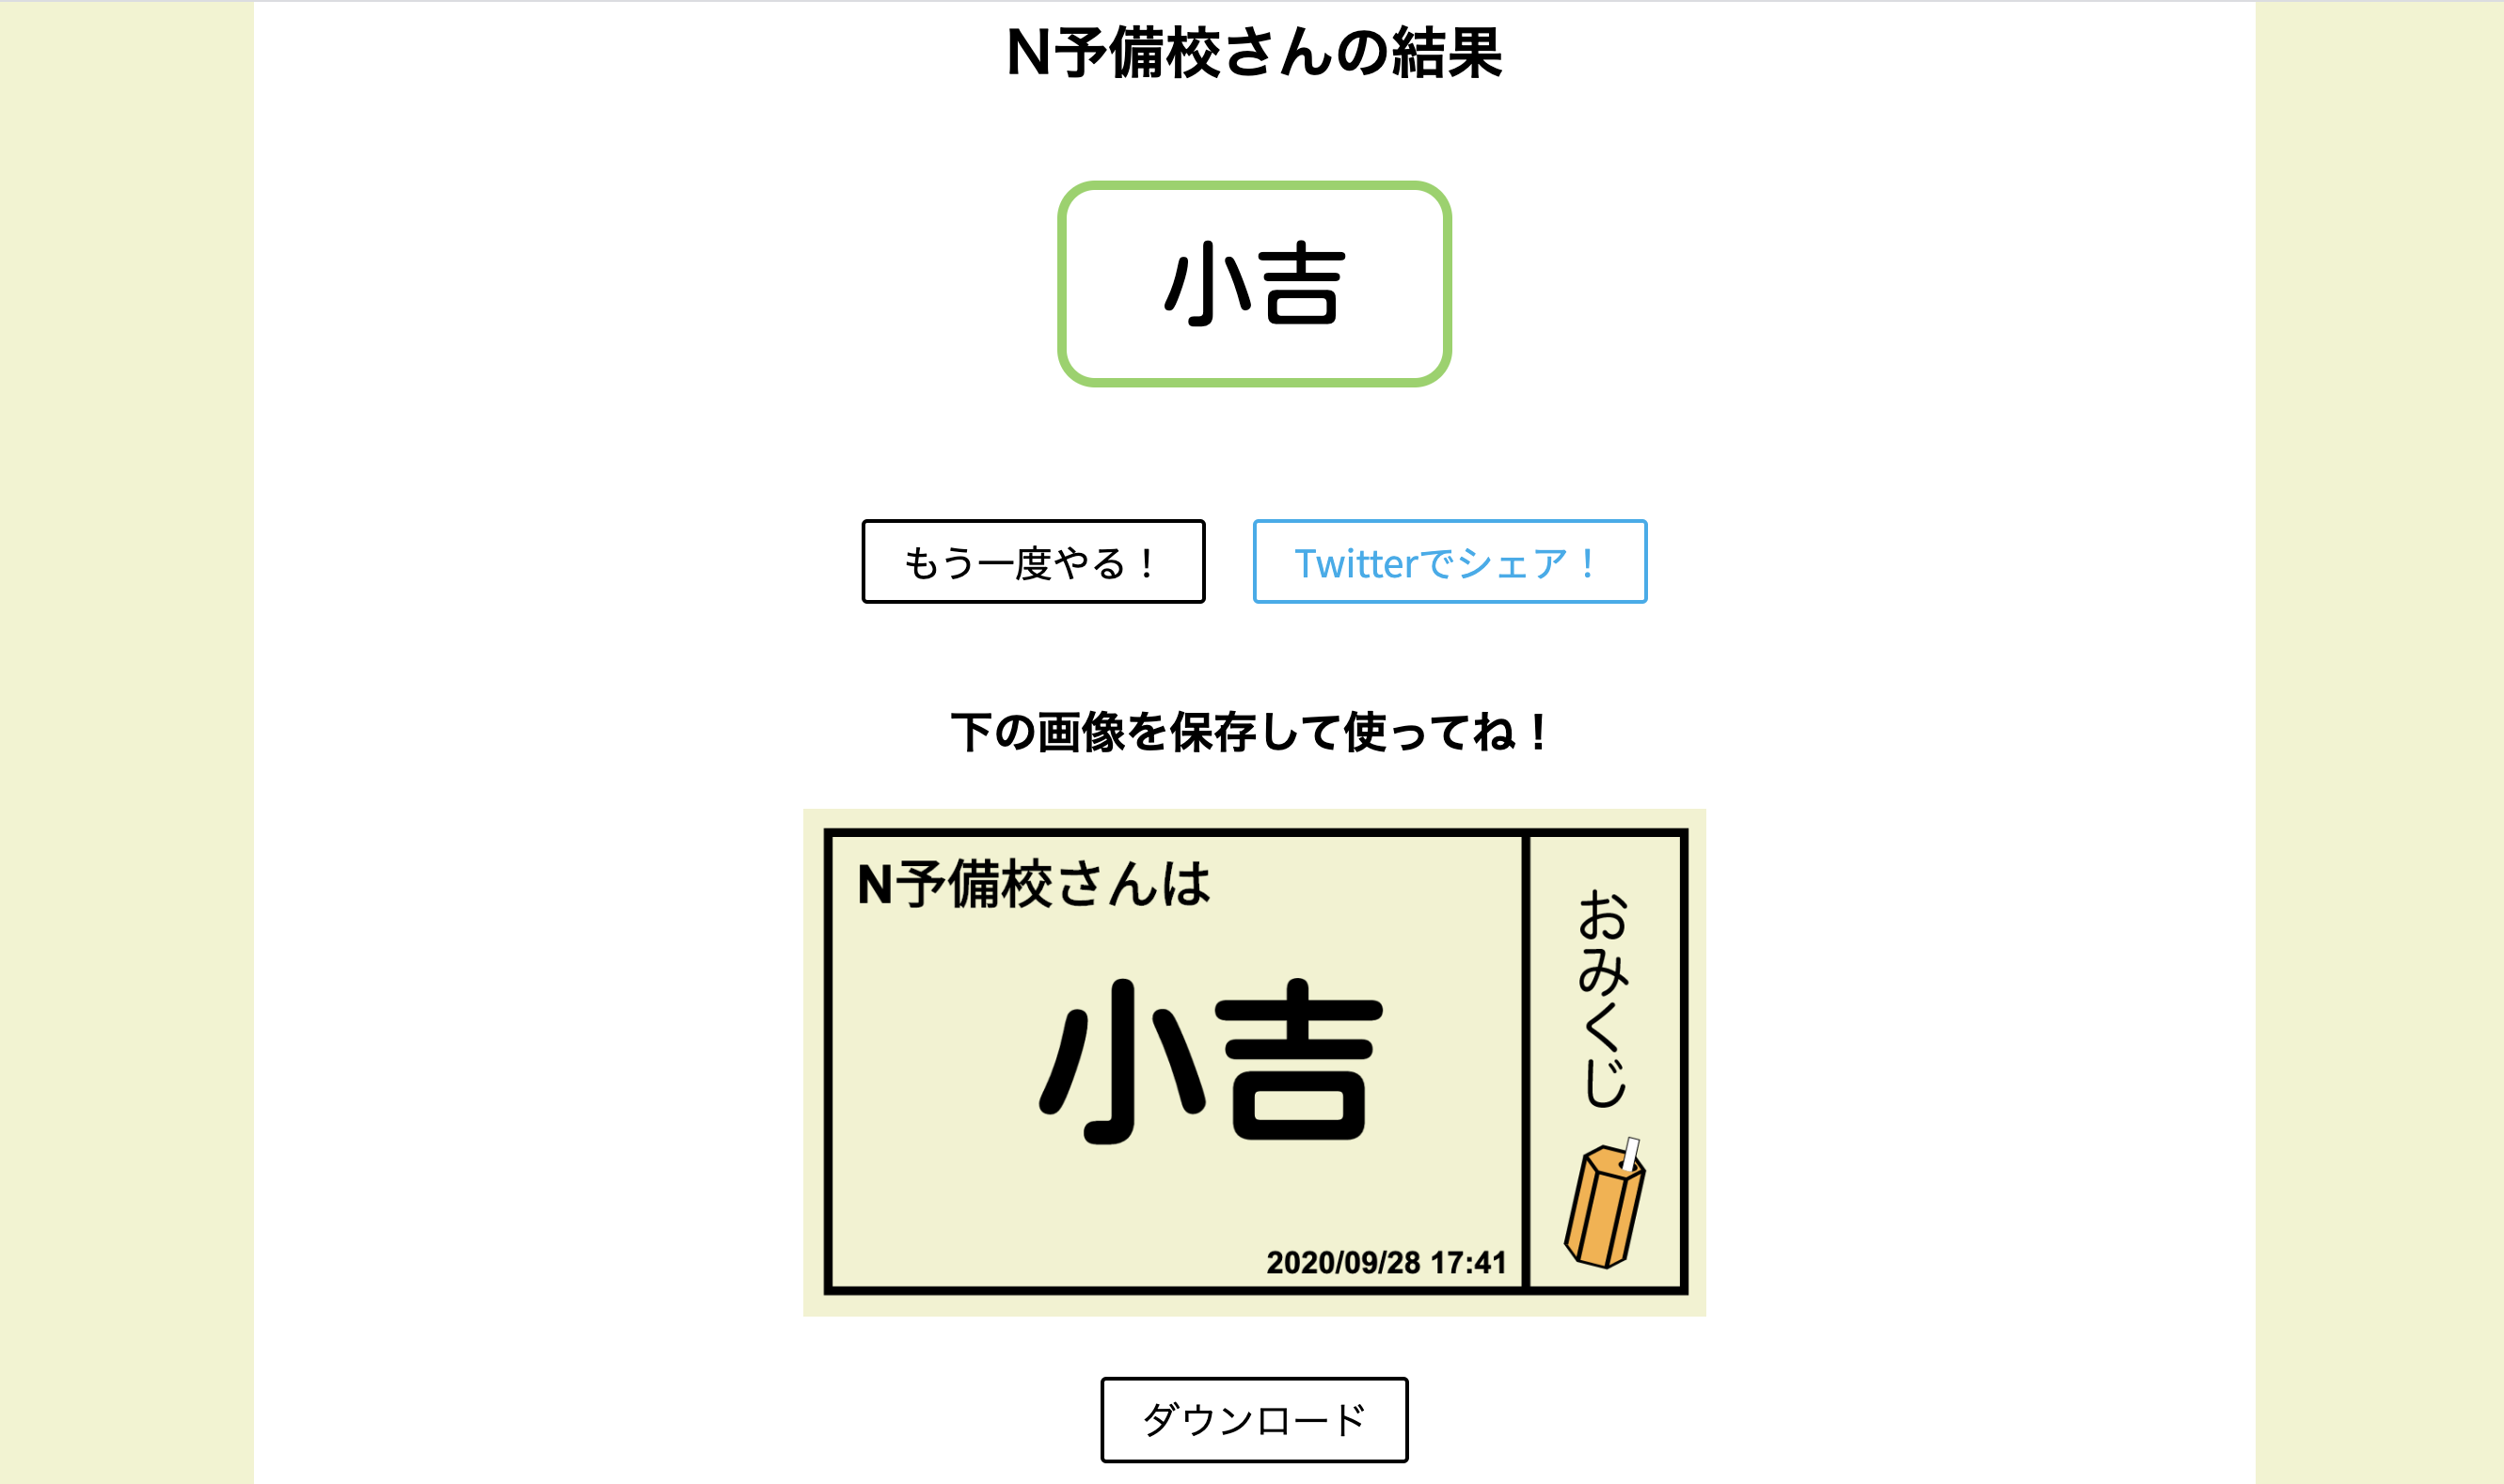 N予備校さんの結果
小吉
もう一度やる！
Twitterでシェア！
下の画像を保存して使ってね！
N予備校さんは
小吉
2020/09/28 17:41
おみくじ
ダウンロード